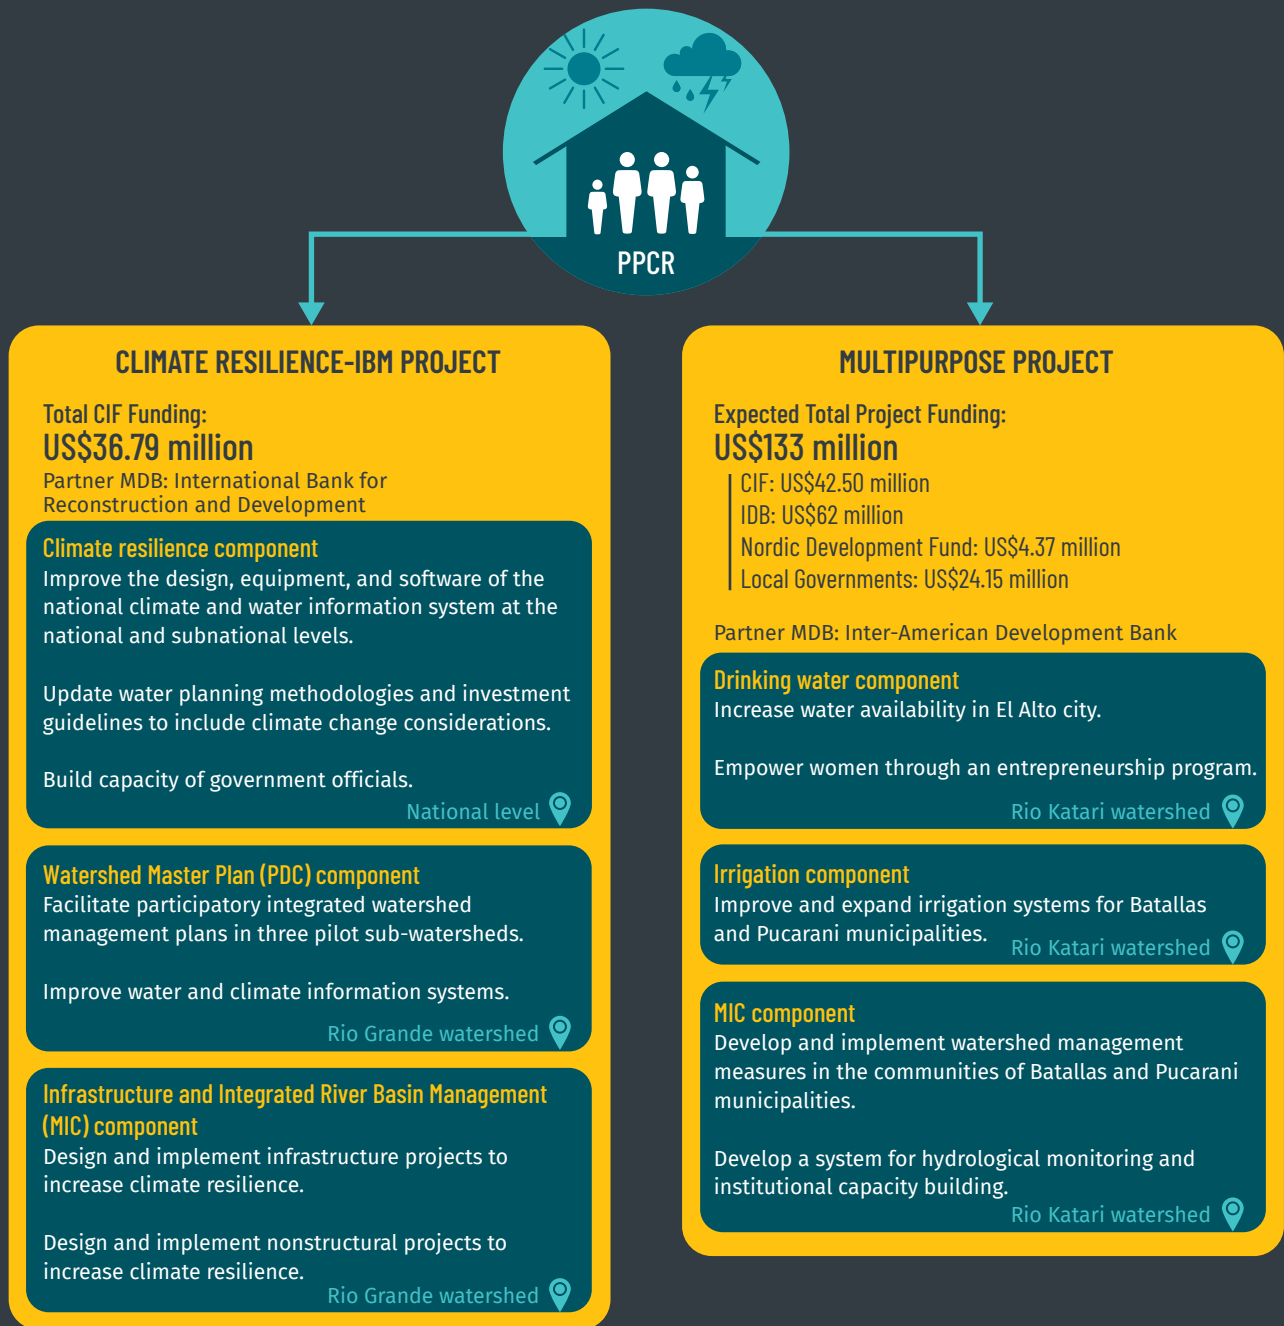 PPCR
CLIMATE RESILIENCE-IBM PROJECT
Total CIF Funding:
US$36.79 million
Partner MDB: International Bank for
Reconstruction and Development
Climate resilience component
Improve the design, equipment, and software of the
national climate and water information system at the
national and subnational levels.
Update water planning methodologies and investment
guidelines to include climate change considerations.
Build capacity of government officials.
National level
Watershed Master Plan (PDC) component
Facilitate participatory integrated watershed
management plans in three pilot sub-watersheds.
Improve water and climate information systems.
Rio Grande watershed
Infrastructure and Integrated River Basin Management
(MIC) component
Design and implement infrastructure projects to
increase climate resilience.
Design and implement nonstructural projects to
increase climate resilience.
Rio Grande watershed
MULTIPURPOSE PROJECT
Expected Total Project Funding:
US$133 million
CIF: US$42.50 million
IDB: US$62 million
Nordic Development Fund: US$4.37 million
Local Governments: US$24.15 million
Partner MDB: Inter-American Development Bank
Drinking water component
Increase water availability in El Alto city.
Empower women through an entrepreneurship program.
Rio Katari watershed
Irrigation component
Improve and expand irrigation systems for Batallas
and Pucarani municipalities.
Rio Katari watershed
MIC component
Develop and implement watershed management
measures in the communities of Batallas and Pucarani
municipalities.
Develop a system for hydrological monitoring and
institutional capacity building.
Rio Katari watershed